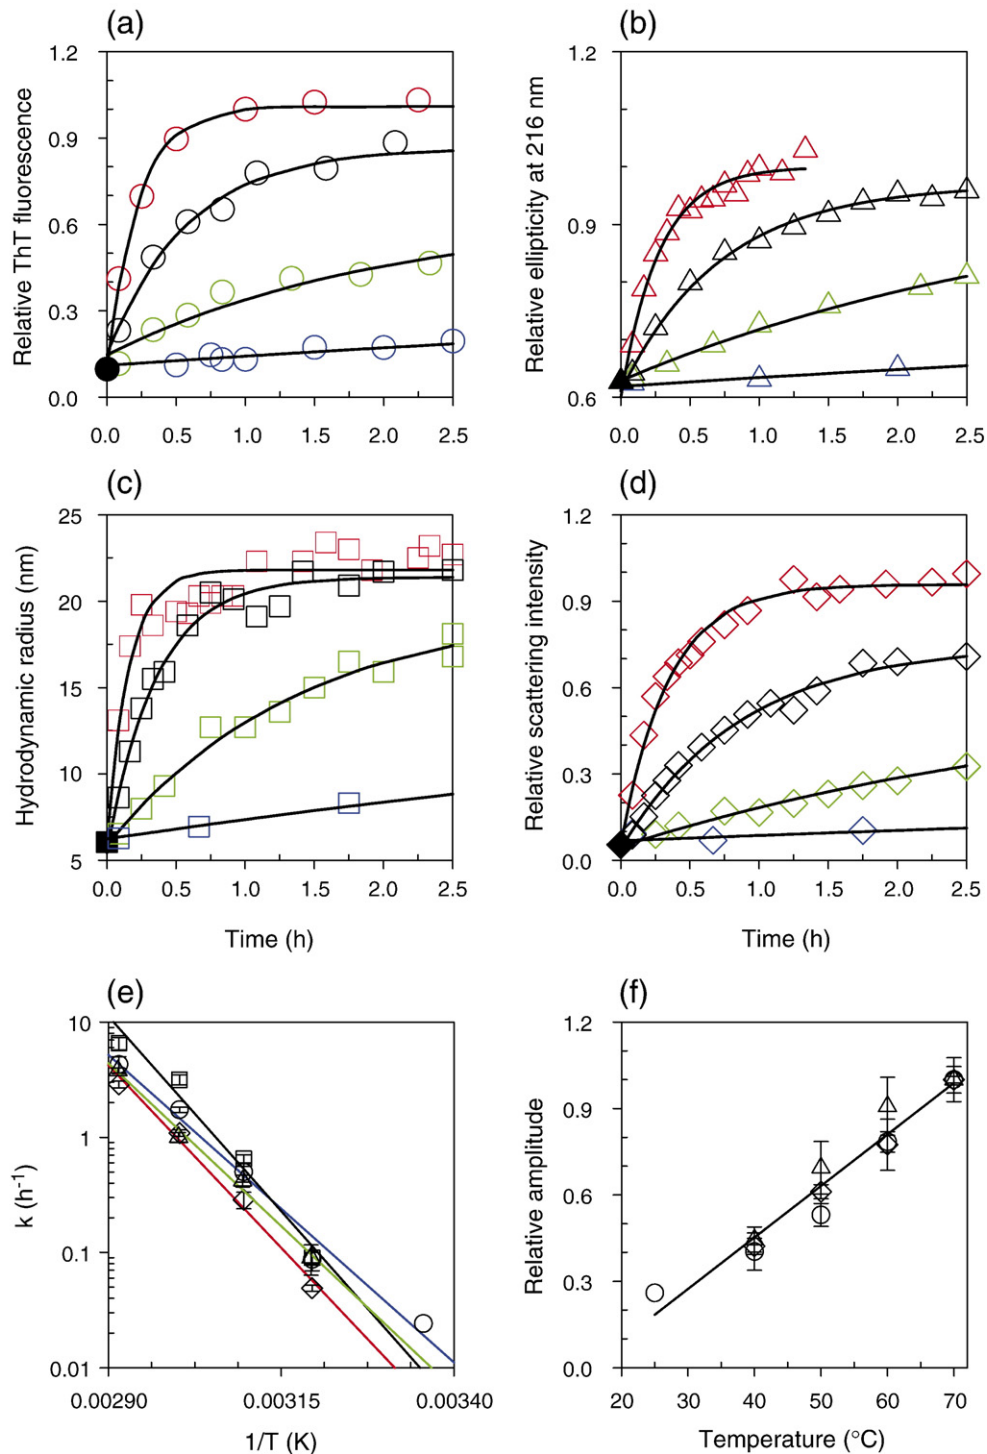 (a)
Relative ThT fluorescence
1.2
0.9
0.6
0.3
0.0
0.0 0.5 1.0 1.5 2.0 2.5
(b)
Relative ellipticity at 216 nm
1.2
0.9
0.6
0.0 0.5 1.0 1.5 2.0 2.5
(c)
Hydrodynamic radius (nm)
25
20
15
10
5
0.0 0.5 1.0 1.5 2.0 2.5
Time (h)
(d)
Relative scattering intensity
1.2
0.9
0.6
0.3
0.0
0.0 0.5 1.0 1.5 2.0 2.5
Time (h)
(e)
k (h⁻¹)
10
1
0.1
0.01
0.00290 0.00315 0.00340
1/T (K)
(f)
Relative amplitude
1.2
0.9
0.6
0.3
0.0
20 30 40 50 60 70
Temperature (°C)